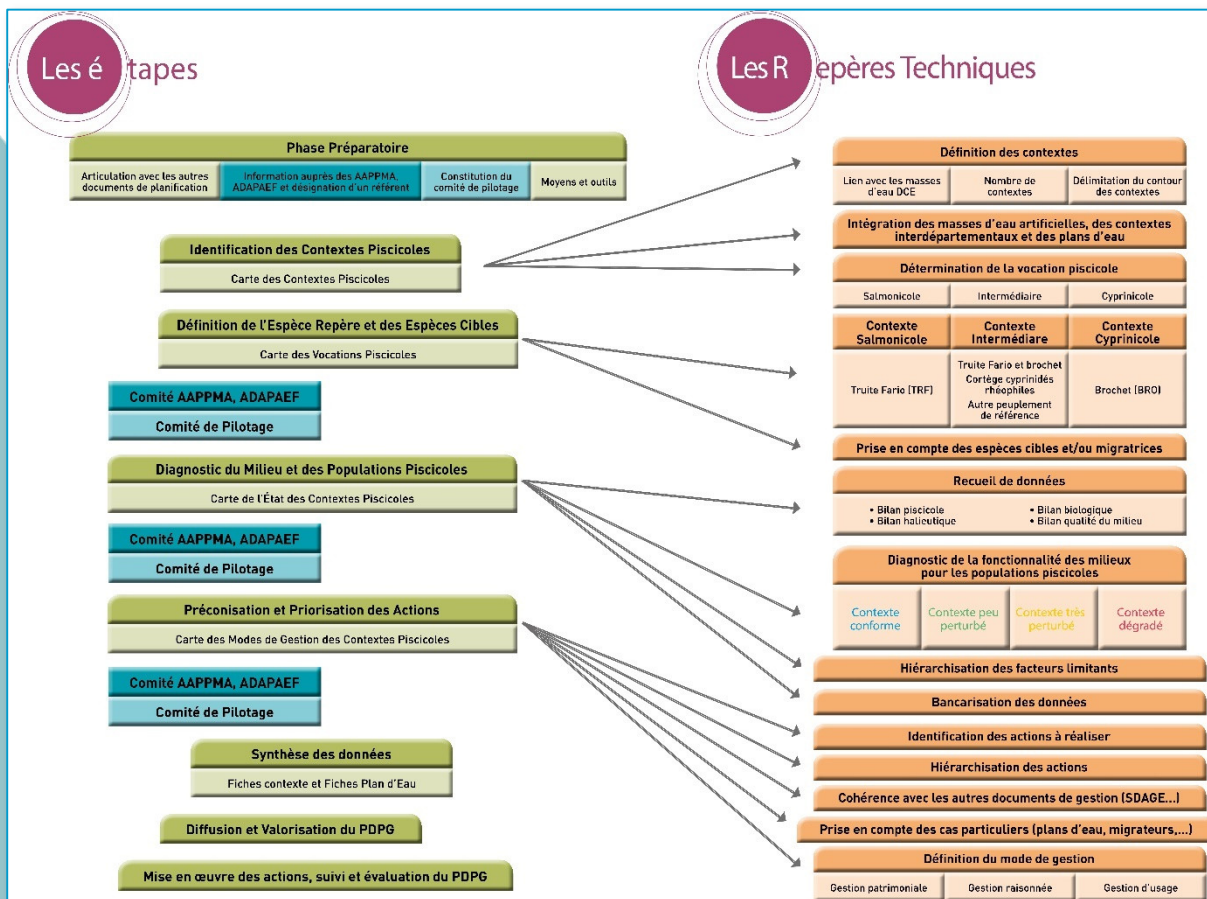 Les étapes
Phase Préparatoire
Articulation avec les autres
documents de planification
Information auprès des AAPPMA,
ADAPAEF et désignation d'un référent
Constitution du
comité de pilotage
Moyens et outils
Identification des Contextes Piscicoles
Carte des Contextes Piscicoles
Définition de l'Espèce Repère et des Espèces Cibles
Carte des Vocations Piscicoles
Comité AAPPMA, ADAPAEF
Comité de Pilotage
Diagnostic du Milieu et des Populations Piscicoles
Carte de l'État des Contextes Piscicoles
Comité AAPPMA, ADAPAEF
Comité de Pilotage
Préconisation et Priorisation des Actions
Carte des Modes de Gestion des Contextes Piscicoles
Comité AAPPMA, ADAPAEF
Comité de Pilotage
Synthèse des données
Fiches contexte et Fiches Plan d'Eau
Diffusion et Valorisation du PDPG
Mise en œuvre des actions, suivi et évaluation du PDPG
Les Repères Techniques
Définition des contextes
Lien avec les masses
d'eau DCE
Nombre de
contextes
Délimitation du contour
des contextes
Intégration des masses d'eau artificielles, des contextes
interdépartementaux et des plans d'eau
Détermination de la vocation piscicole
Salmonicole
Intermédiaire
Cyprinicole
Contexte
Salmonicole
Contexte
Intermédiare
Contexte
Cyprinicole
Truite Fario (TRF)
Truite Fario et brochet
Cortège cyprinidés
rhéophiles
Autre peuplement
de référence
Brochet (BRO)
Prise en compte des espèces cibles et/ou migratrices
Recueil de données
• Bilan piscicole
• Bilan halieutique
• Bilan biologique
• Bilan qualité du milieu
Diagnostic de la fonctionnalité des milieux
pour les populations piscicoles
Contexte
conforme
Contexte peu
perturbé
Contexte très
perturbé
Contexte
dégradé
Hiérarchisation des facteurs limitants
Bancarisation des données
Identification des actions à réaliser
Hiérarchisation des actions
Cohérence avec les autres documents de gestion (SDAGE...)
Prise en compte des cas particuliers (plans d'eau, migrateurs,...)
Définition du mode de gestion
Gestion patrimoniale
Gestion raisonnée
Gestion d'usage